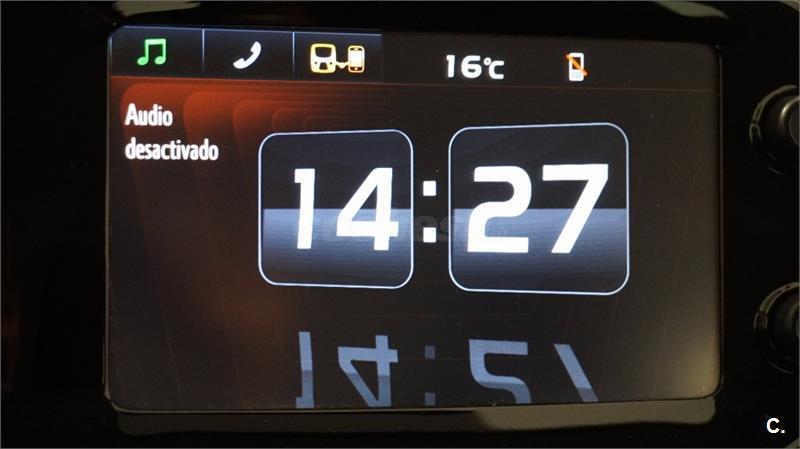 16°C
Audio
desactivado
14:27
C.